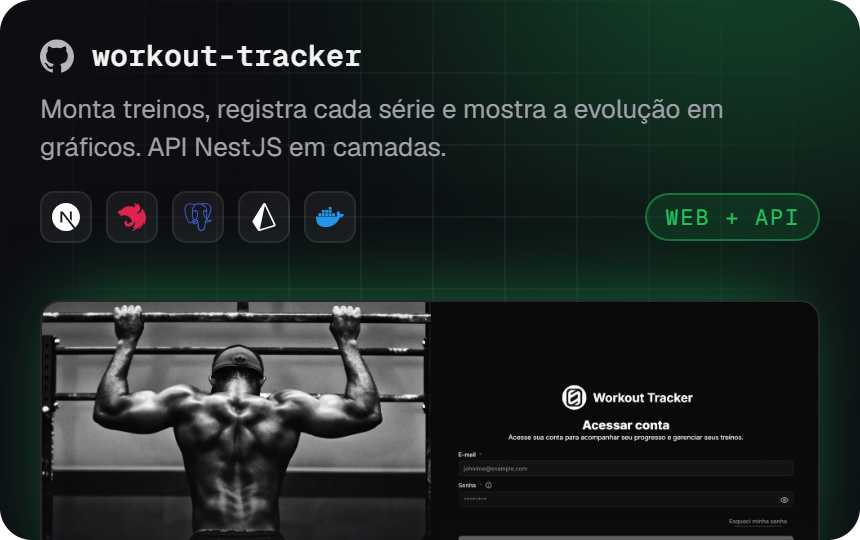 workout-tracker
Monta treinos, registra cada série e mostra a evolução em
gráficos. API NestJS em camadas.
WEB + API
Workout Tracker
Acessar conta
Acesse sua conta para acompanhar seu progresso e gerenciar seus treinos.
E-mail *
johndoe@example.com
Senha *
********
Esqueci minha senha